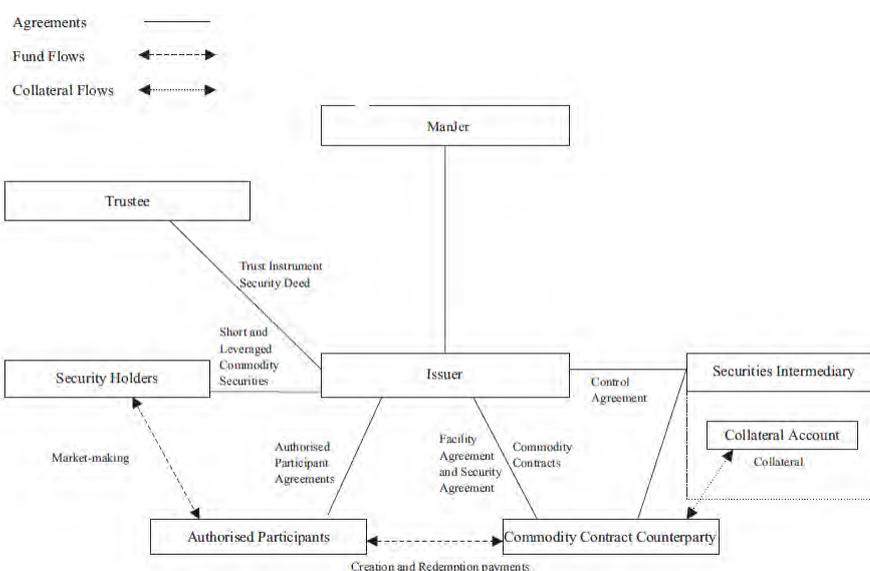 Agreements
Fund Flows
Collateral Flows
ManJer
Trustee
Trust Instrument
Security Deed
Short and
Leveraged
Commodity
Securities
Security Holders
Issuer
Securities Intermediary
Control
Agreement
Collateral Account
Collateral
Market-making
Authorised
Participant
Agreements
Facility
Agreement
and Security
Agreement
Commodity
Contracts
Authorised Participants
Commodity Contract Counterparty
Creation and Redemption payments